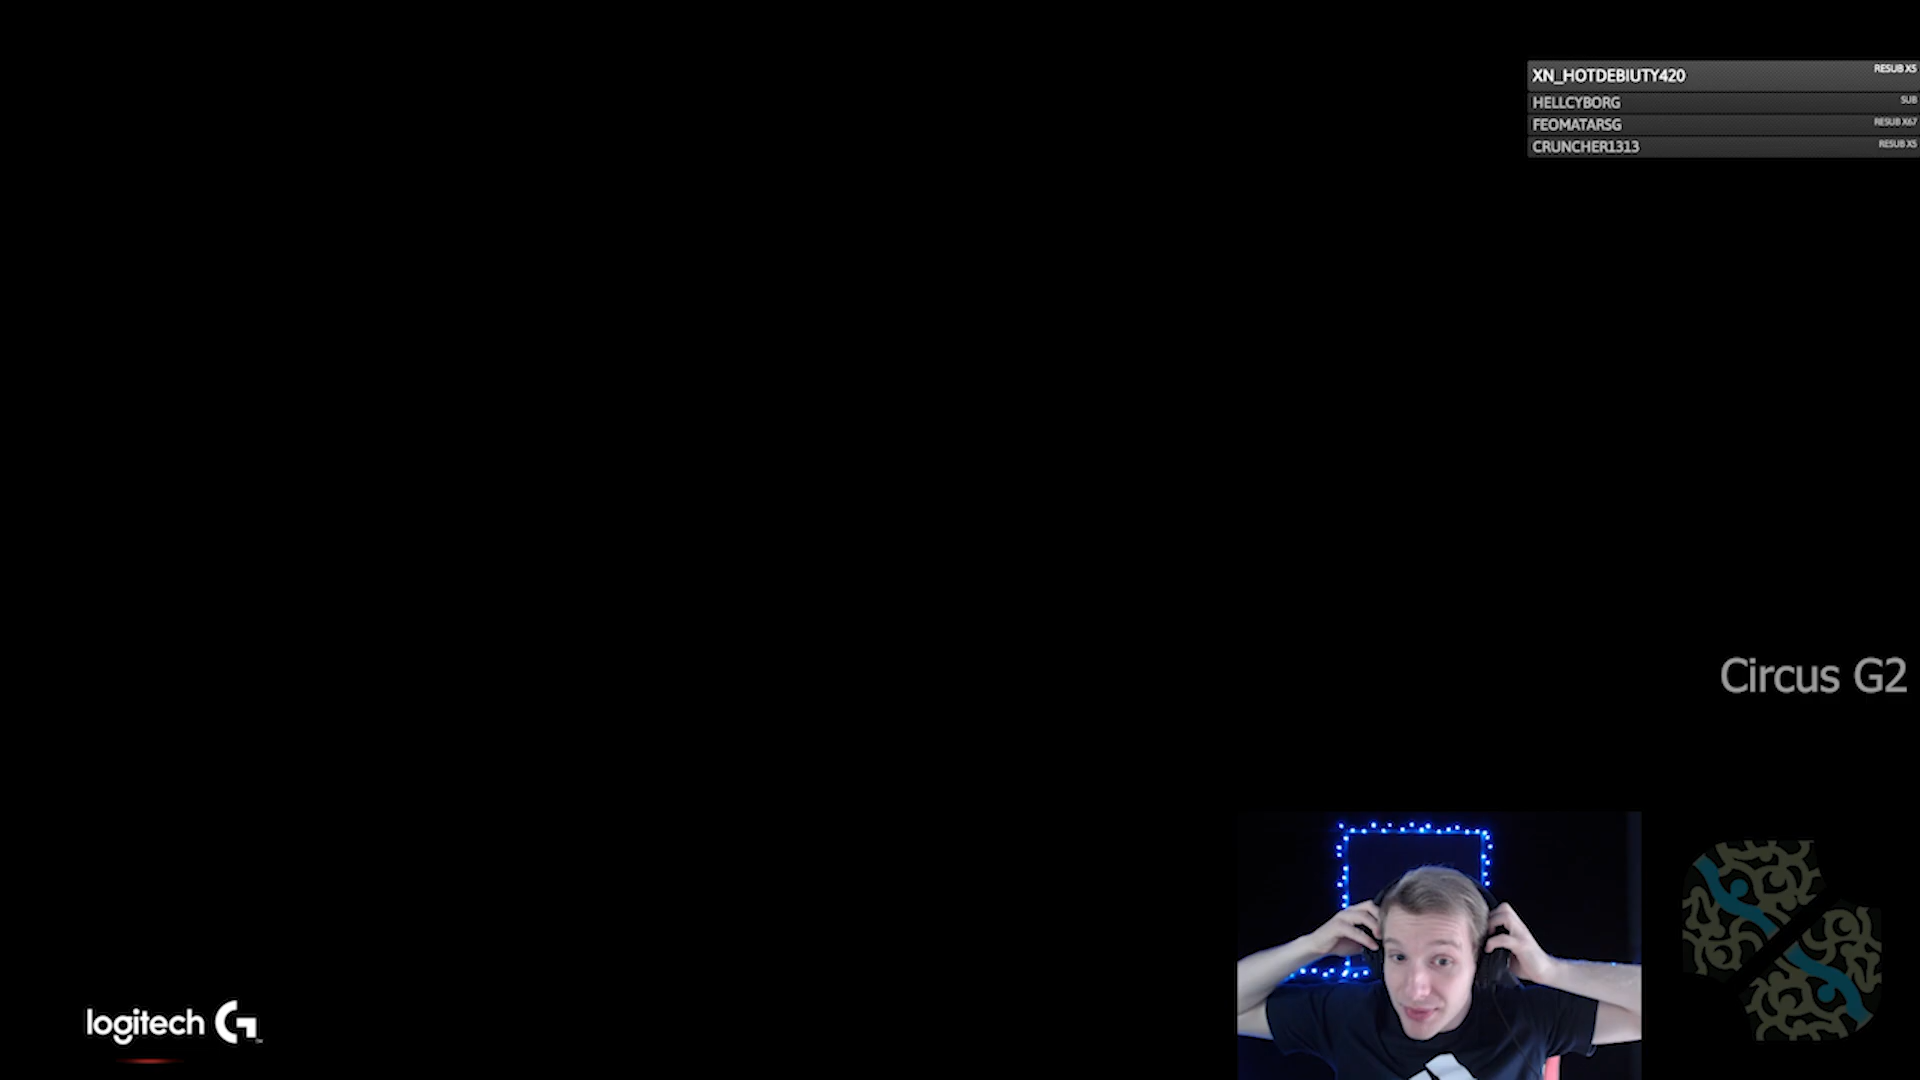 XN_HOTDEBIUTY420 RESUB X5
HELLCYBORG SUB
FEOMATARSG RESUB X67
CRUNCHER1313 RESUB X5
Circus G2
logitech G